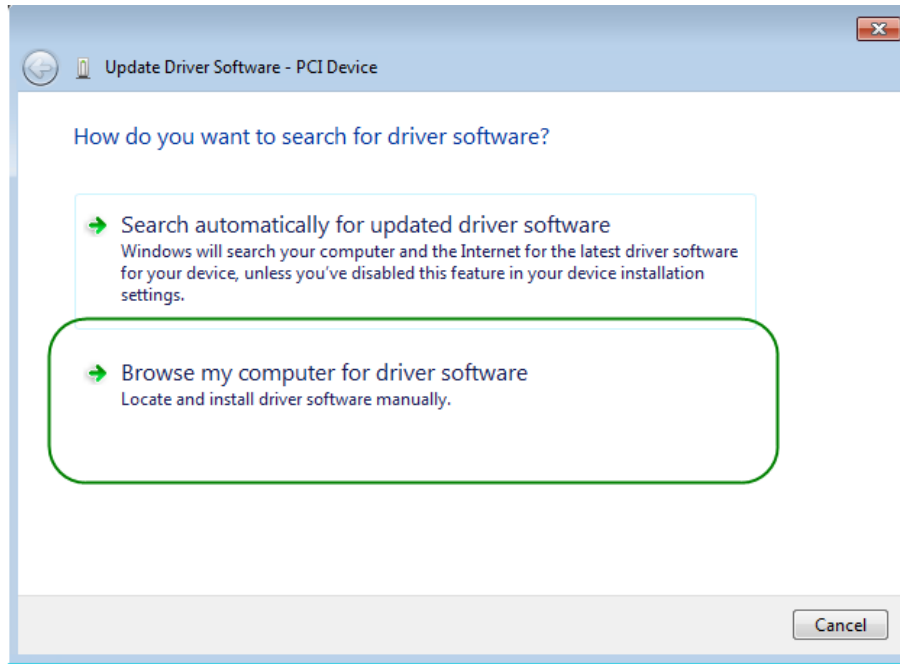 Update Driver Software - PCI Device
How do you want to search for driver software?
Search automatically for updated driver software
Windows will search your computer and the Internet for the latest driver software
for your device, unless you've disabled this feature in your device installation
settings.
Browse my computer for driver software
Locate and install driver software manually.
Cancel